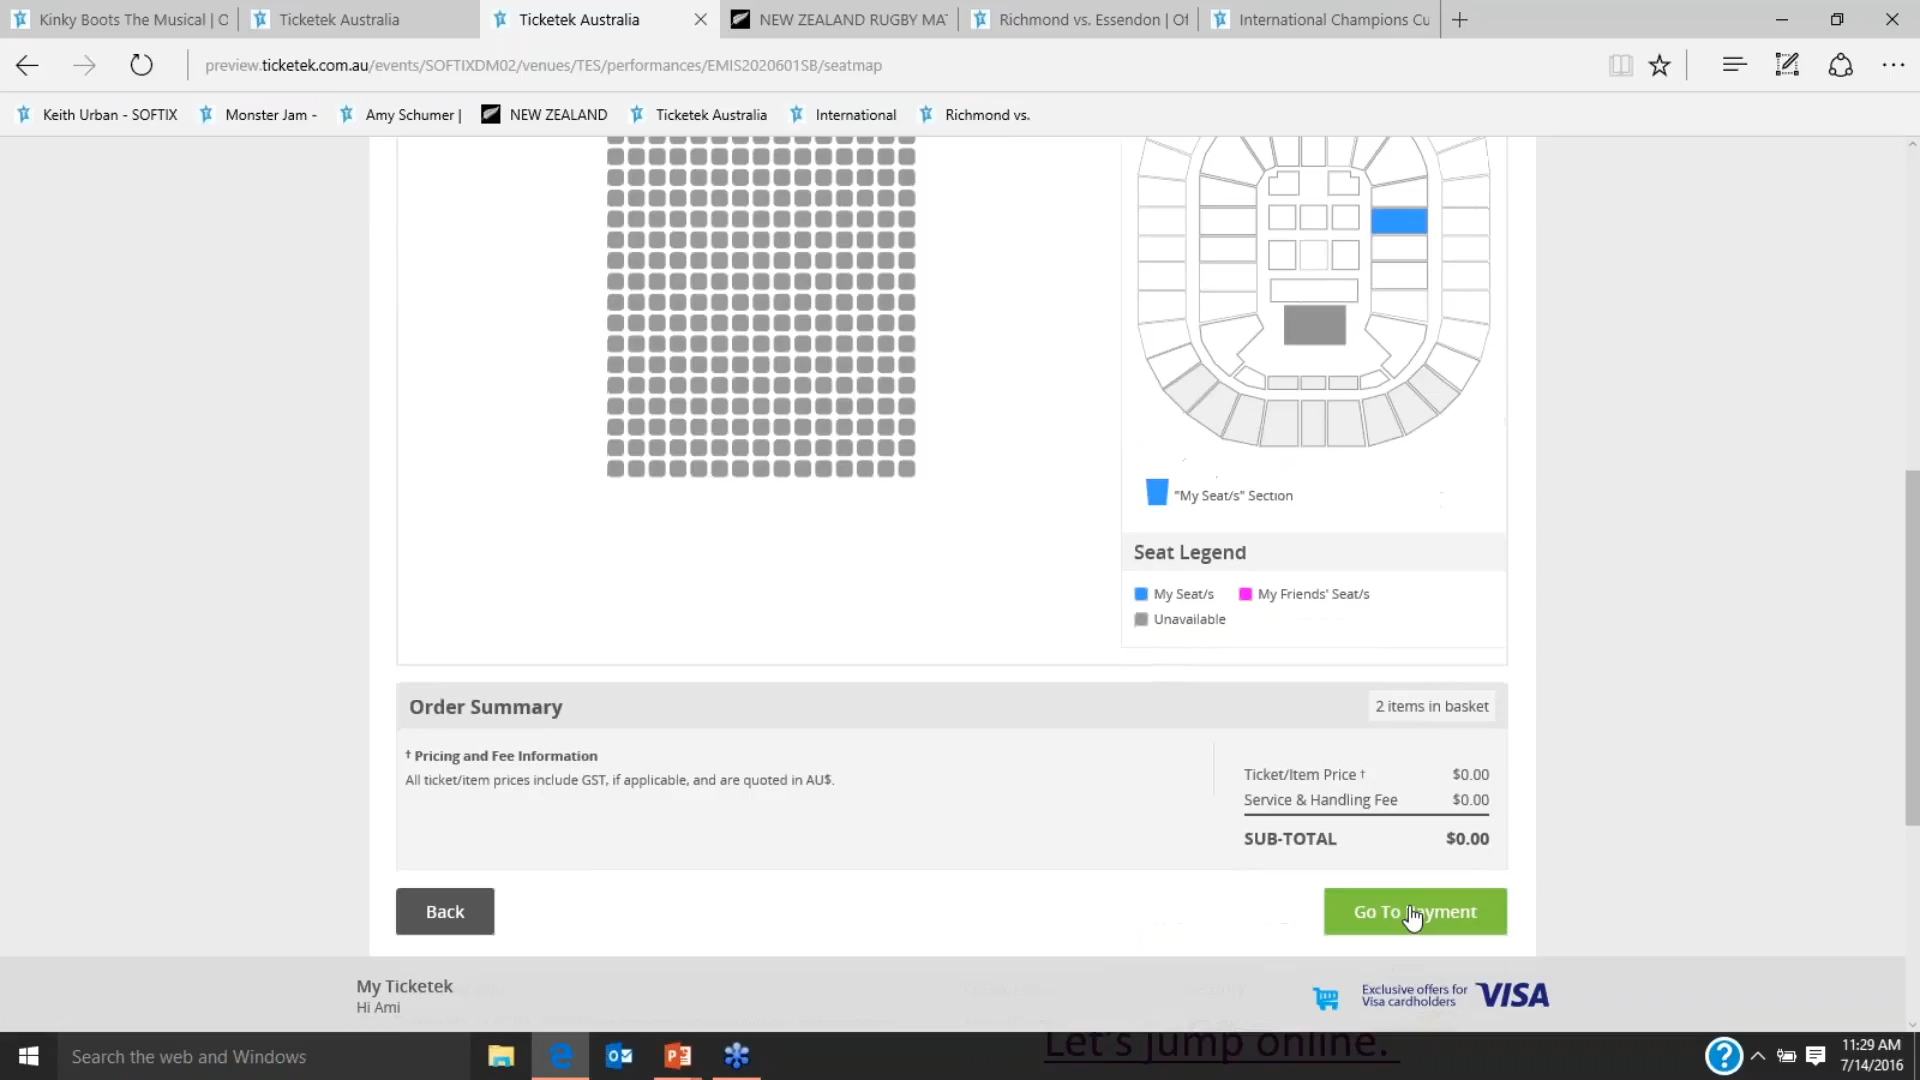 Kinky Boots The Musical | O
Ticketek Australia
Ticketek Australia
NEW ZEALAND RUGBY MA
Richmond vs. Essendon | Of
International Champions Cu
preview.ticketek.com.au/events/SOFTIXDM02/venues/TES/performances/EMIS2020601SB/seatmap
Keith Urban - SOFTIX
Monster Jam -
Amy Schumer |
NEW ZEALAND
Ticketek Australia
International
Richmond vs.
"My Seat/s" Section
Seat Legend
My Seat/s
My Friends' Seat/s
Unavailable
Order Summary
2 items in basket
† Pricing and Fee Information
All ticket/item prices include GST, if applicable, and are quoted in AU$.
Ticket/Item Price † $0.00
Service & Handling Fee $0.00
SUB-TOTAL $0.00
Back
Go To Payment
My Ticketek
Hi Ami
Exclusive offers for
Visa cardholders
VISA
Let's jump online.
Search the web and Windows
11:29 AM
7/14/2016